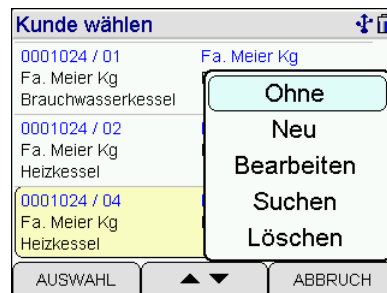 Kunde wählen
0001024 / 01 Fa. Meier Kg
Fa. Meier Kg
Brauchwasserkessel
0001024 / 02
Fa. Meier Kg
Heizkessel
0001024 / 04
Fa. Meier Kg
Heizkessel
Ohne
Neu
Bearbeiten
Suchen
Löschen
AUSWAHL ▲ ▼ ABBRUCH